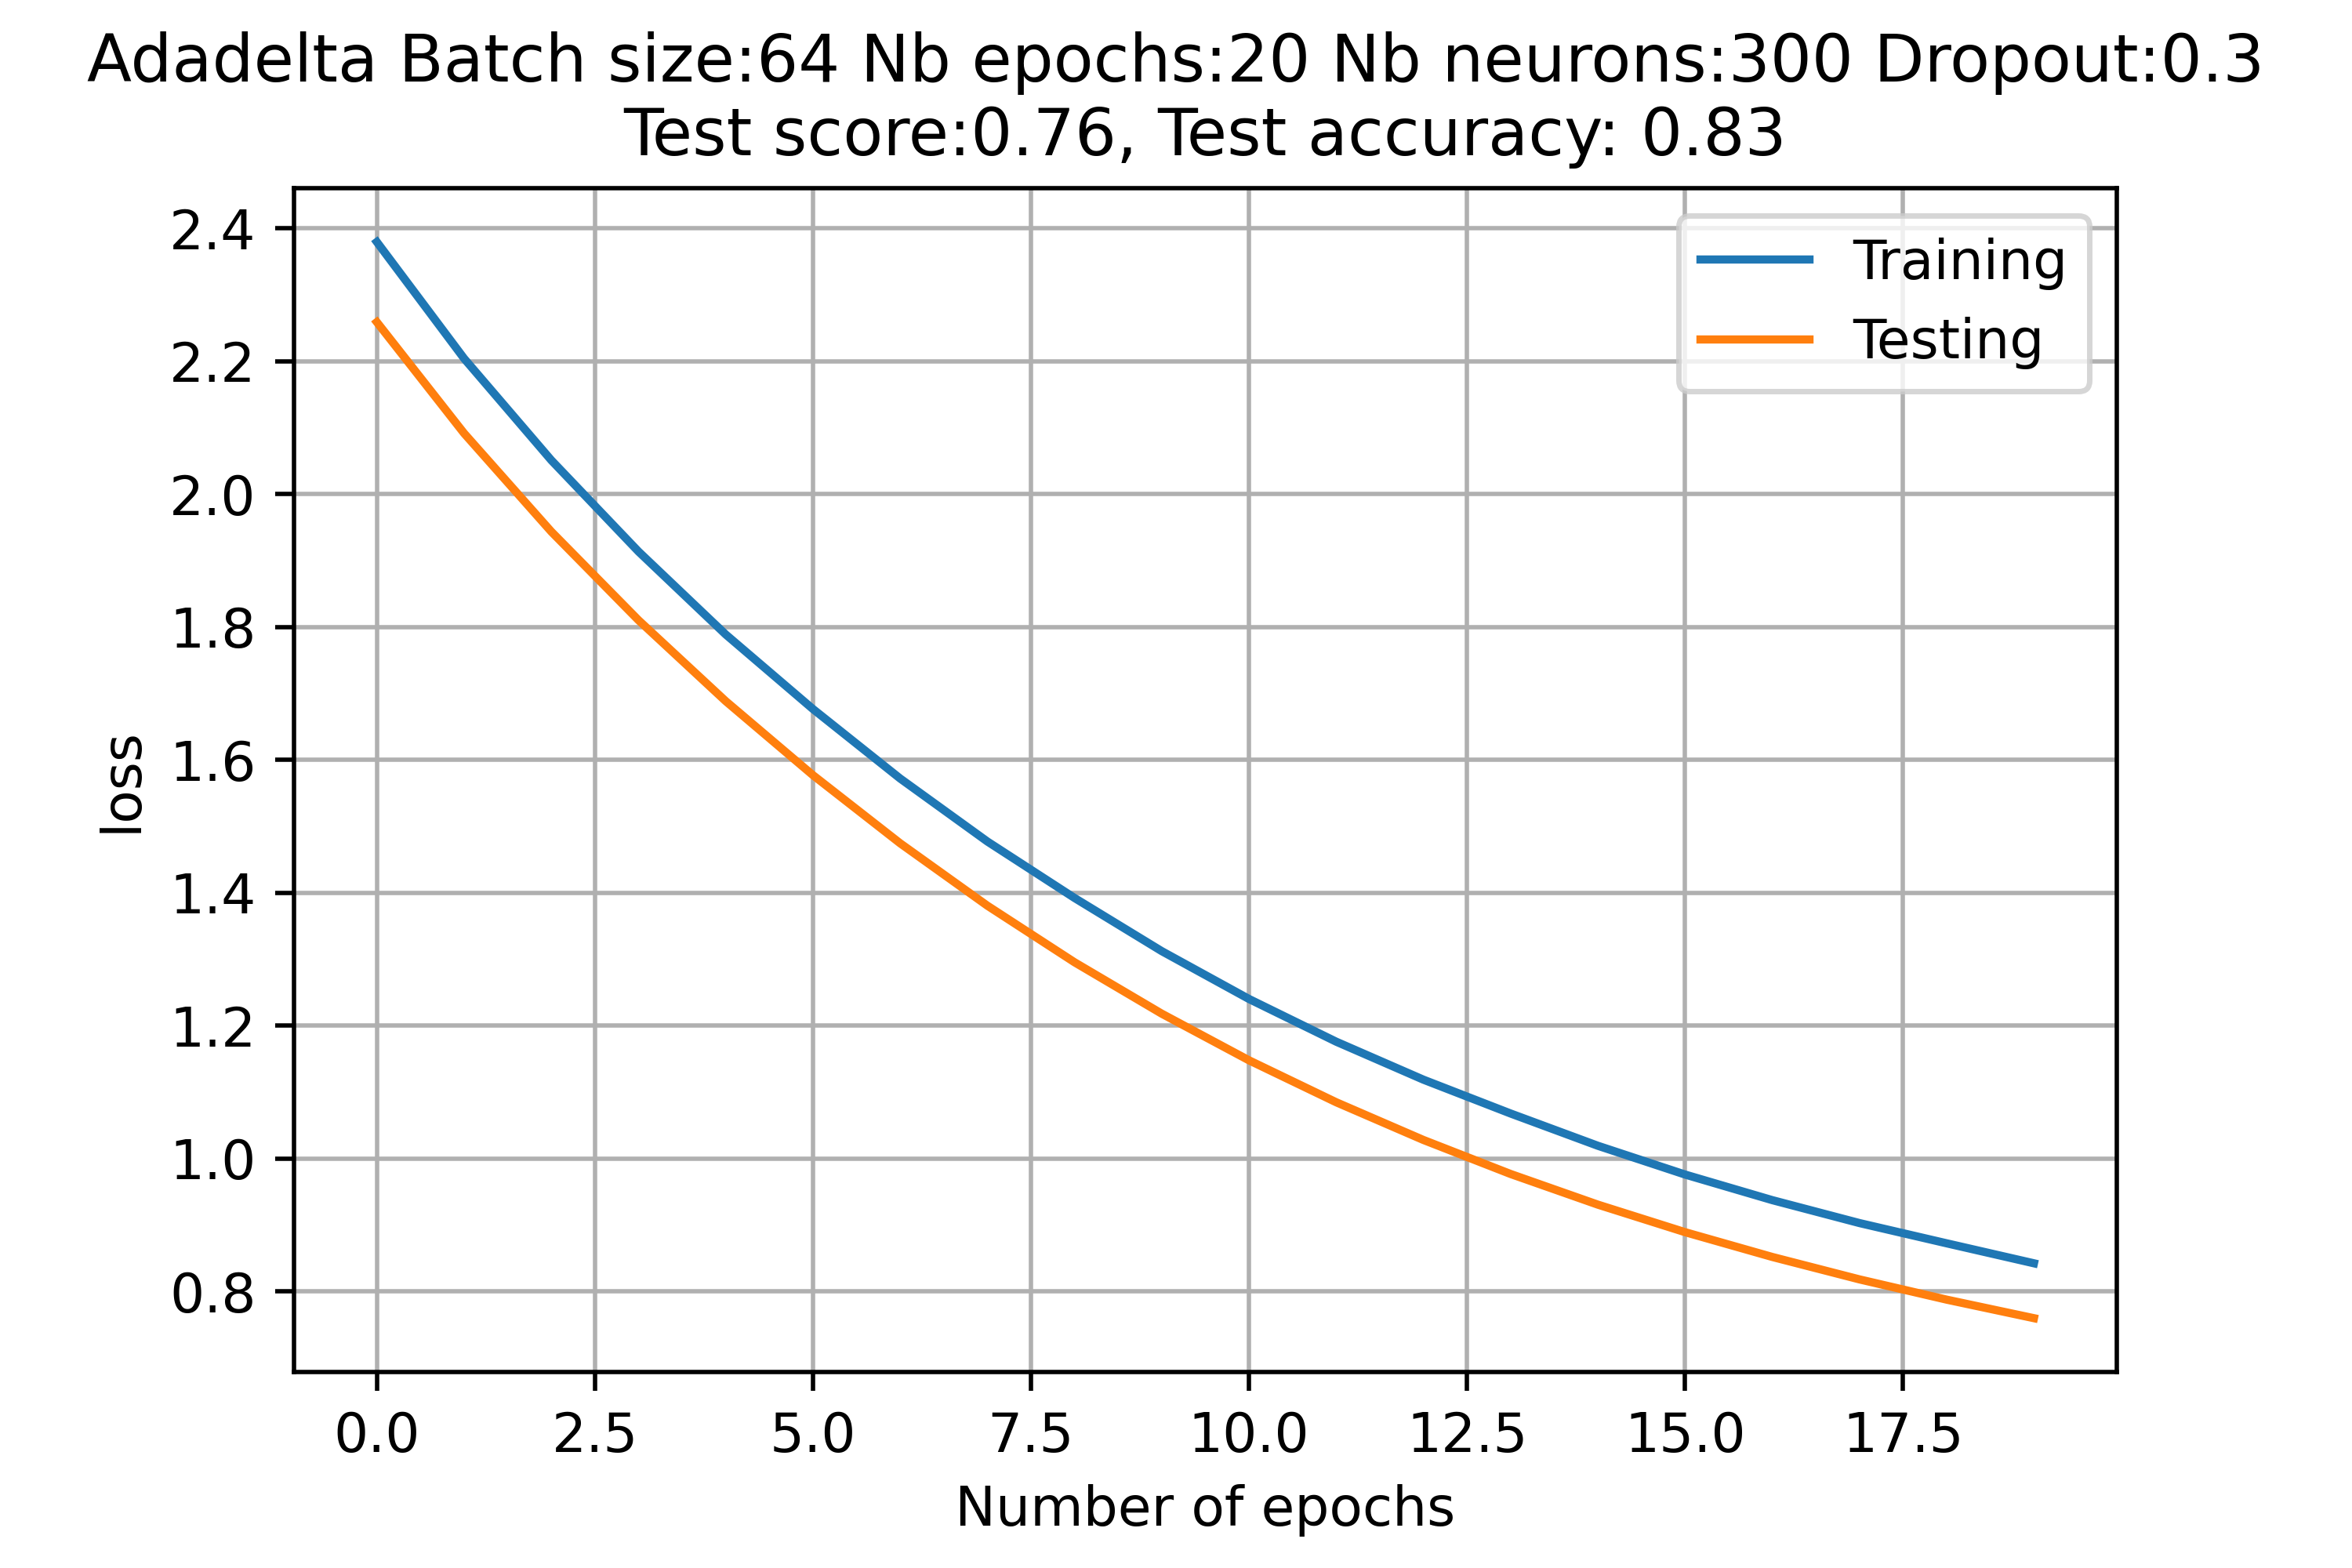 Adadelta Batch size:64 Nb epochs:20 Nb neurons:300 Dropout:0.3
Test score:0.76, Test accuracy: 0.83
2.4
2.2
2.0
1.8
1.6
1.4
1.2
1.0
0.8
loss
Training
Testing
0.0 2.5 5.0 7.5 10.0 12.5 15.0 17.5
Number of epochs